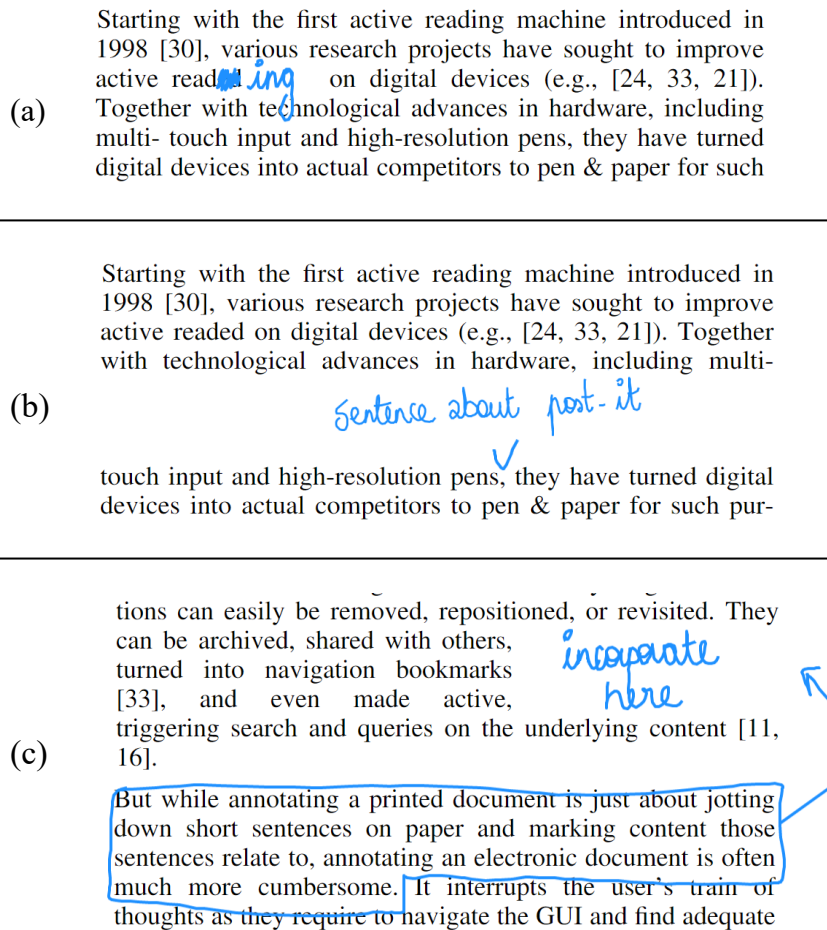 Starting with the first active reading machine introduced in
1998 [30], various research projects have sought to improve
active read ing on digital devices (e.g., [24, 33, 21]).
(a)
Together with technological advances in hardware, including
multi- touch input and high-resolution pens, they have turned
digital devices into actual competitors to pen & paper for such
Starting with the first active reading machine introduced in
1998 [30], various research projects have sought to improve
active readed on digital devices (e.g., [24, 33, 21]). Together
with technological advances in hardware, including multi-
(b)
sentence about post-it
touch input and high-resolution pens, they have turned digital
devices into actual competitors to pen & paper for such pur-
tions can easily be removed, repositioned, or revisited. They
can be archived, shared with others,
turned into navigation bookmarks
[33], and even made active,
incorporate
here
triggering search and queries on the underlying content [11,
16].
(c)
But while annotating a printed document is just about jotting
down short sentences on paper and marking content those
sentences relate to, annotating an electronic document is often
much more cumbersome. It interrupts the user's train of
thoughts as they require to navigate the GUI and find adequate